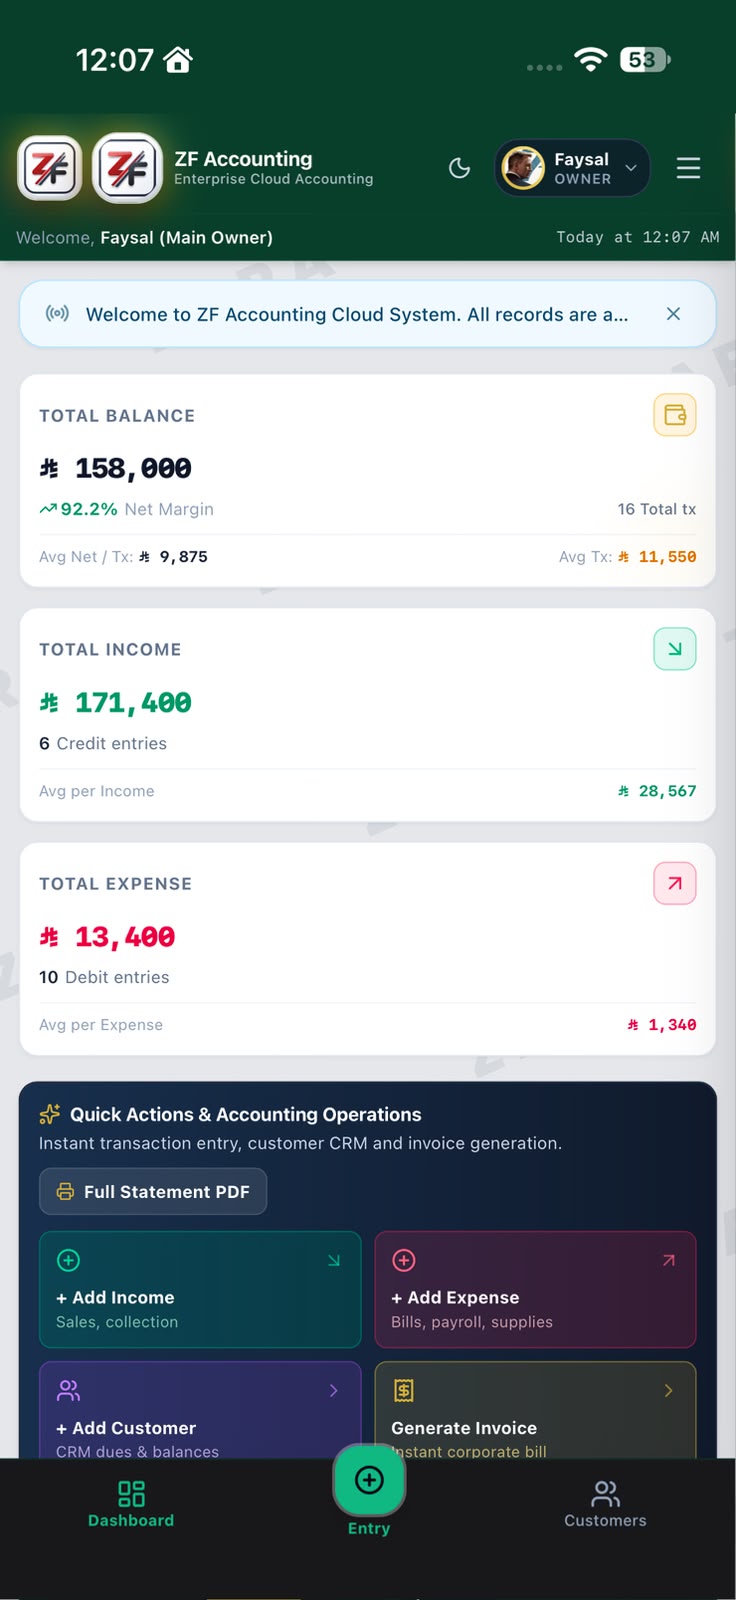 12:07
53
ZF
ZF
ZF Accounting
Enterprise Cloud Accounting
Faysal
OWNER
Welcome, Faysal (Main Owner)
Today at 12:07 AM
Welcome to ZF Accounting Cloud System. All records are a...
TOTAL BALANCE
⃁ 158,000
92.2% Net Margin
16 Total tx
Avg Net / Tx: ⃁ 9,875
Avg Tx: ⃁ 11,550
TOTAL INCOME
⃁ 171,400
6 Credit entries
Avg per Income
⃁ 28,567
TOTAL EXPENSE
⃁ 13,400
10 Debit entries
Avg per Expense
⃁ 1,340
Quick Actions & Accounting Operations
Instant transaction entry, customer CRM and invoice generation.
Full Statement PDF
+ Add Income
Sales, collection
+ Add Expense
Bills, payroll, supplies
+ Add Customer
CRM dues & balances
Generate Invoice
Instant corporate bill
Dashboard
Entry
Customers